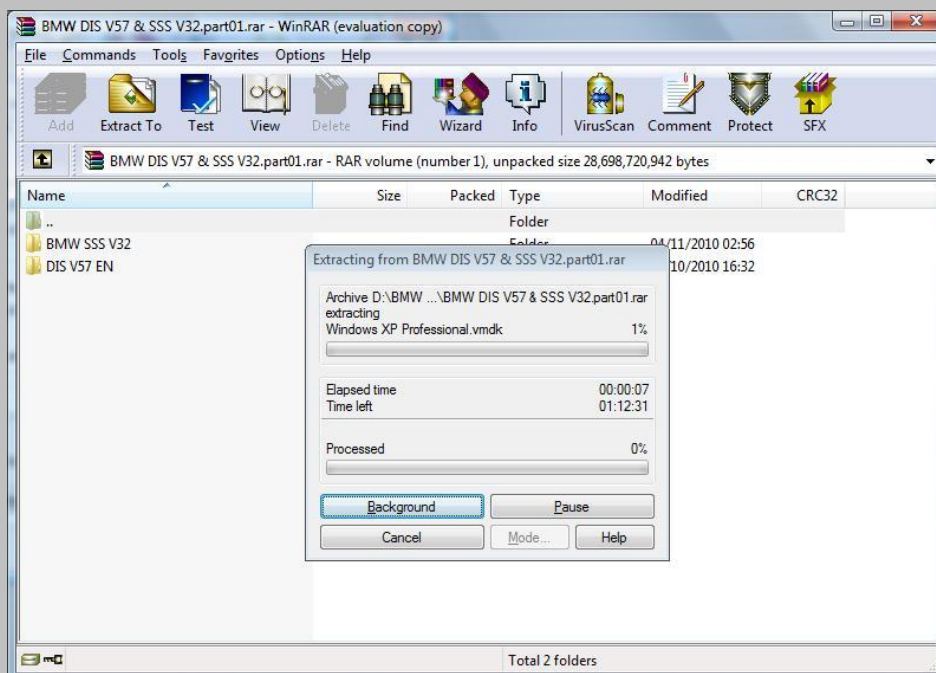 BMW DIS V57 & SSS V32.part01.rar - WinRAR (evaluation copy)
File Commands Tools Favorites Options Help
Add Extract To Test View Delete Find Wizard Info VirusScan Comment Protect SFX
BMW DIS V57 & SSS V32.part01.rar - RAR volume (number 1), unpacked size 28,698,720,942 bytes
Name Size Packed Type Modified CRC32
.. Folder
BMW SSS V32 Folder 04/11/2010 02:56
DIS V57 EN /10/2010 16:32
Extracting from BMW DIS V57 & SSS V32.part01.rar
Archive D:\BMW ...\BMW DIS V57 & SSS V32.part01.rar
extracting
Windows XP Professional.vmdk 1%
Elapsed time 00:00:07
Time left 01:12:31
Processed 0%
Background Pause
Cancel Mode... Help
Total 2 folders